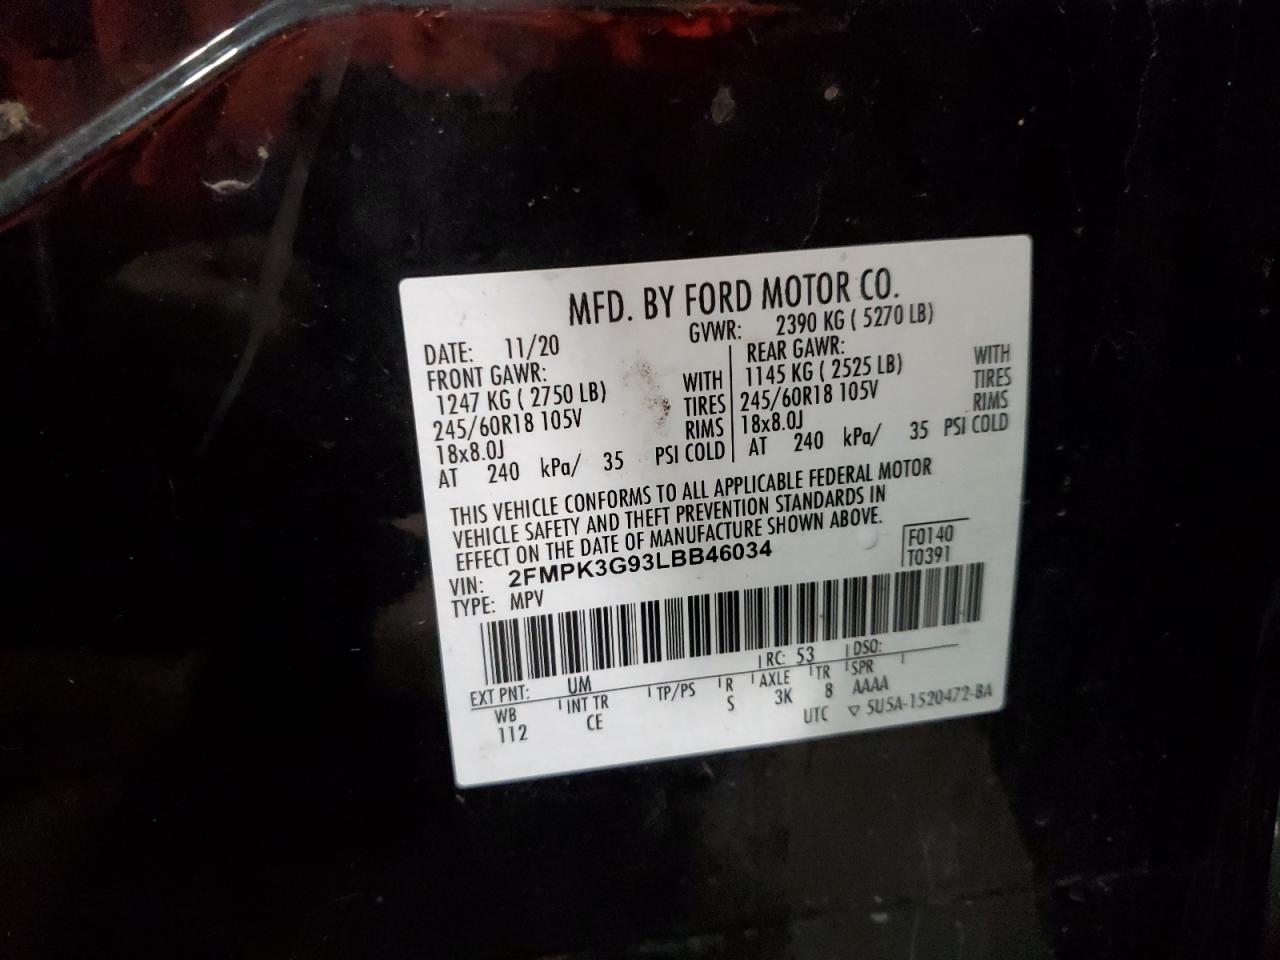 MFD. BY FORD MOTOR CO.
DATE: 11/20 GVWR: 2390 KG ( 5270 LB)
FRONT GAWR:
1247 KG ( 2750 LB) WITH
245/60R18 105V TIRES
18x8.0J RIMS
AT 240 kPa/ 35 PSI COLD
REAR GAWR:
1145 KG ( 2525 LB) WITH
245/60R18 105V TIRES
18x8.0J RIMS
AT 240 kPa/ 35 PSI COLD
THIS VEHICLE CONFORMS TO ALL APPLICABLE FEDERAL MOTOR
VEHICLE SAFETY AND THEFT PREVENTION STANDARDS IN
EFFECT ON THE DATE OF MANUFACTURE SHOWN ABOVE.
VIN: 2FMPK3G93LBB46034
TYPE: MPV
F0140
T0391
EXT PNT: UM RC: 53 DSO:
WB INT TR TP/PS R AXLE TR SPR
112 CE S 3K 8 AAAA
UTC ▽ 5U5A-1520472-BA